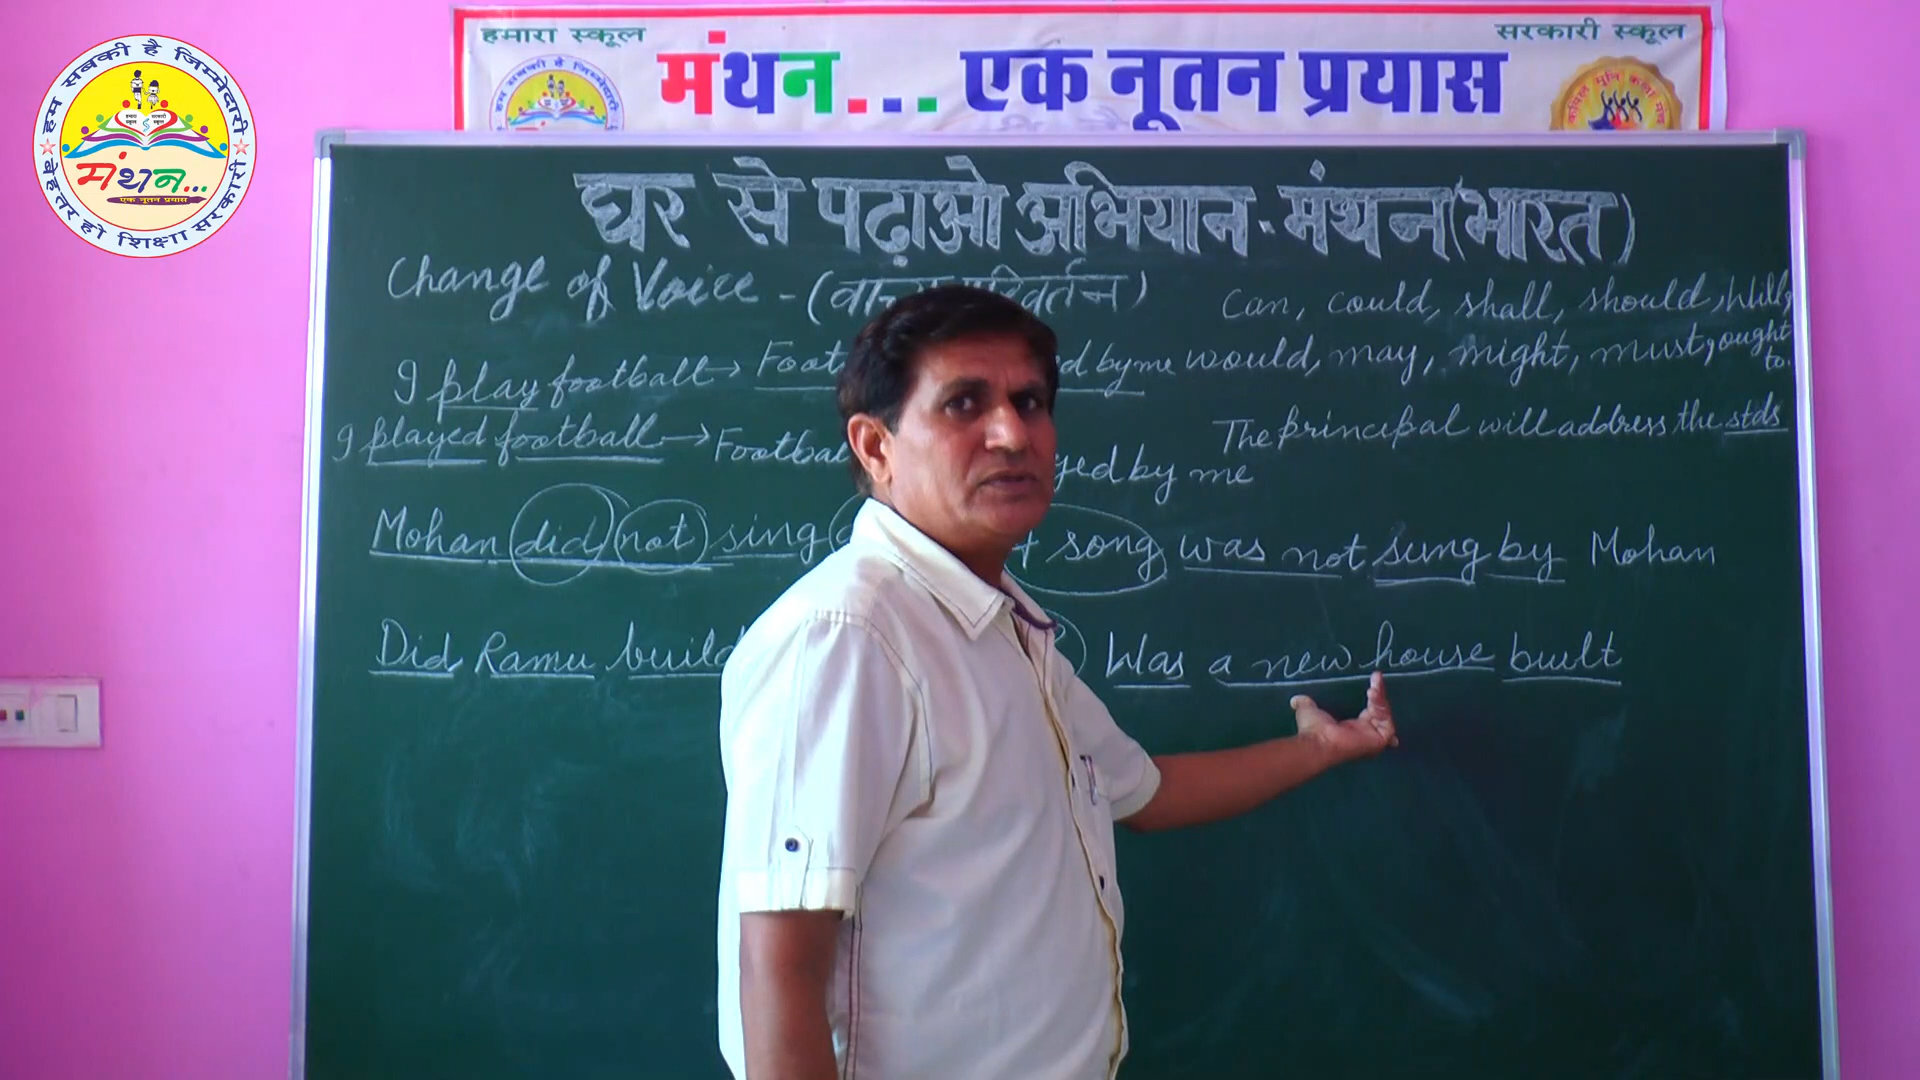 हम सबकी है जिम्मेदारी
बेहतर हो शिक्षा सरकारी
मंथन...
एक नूतन प्रयास
हमारा स्कूल
सरकारी स्कूल
मंथन... एक नूतन प्रयास
घर से पढ़ाओ अभियान - मंथन (भारत)
Change of Voice - (
Can, could, shall, should, Will,
would, may, might, must, ought
to.
I play football → by me
I played football → by me
The Principal will address the stds
Mohan did not sing song was not sung by Mohan
Did Ramu build Was a new house built